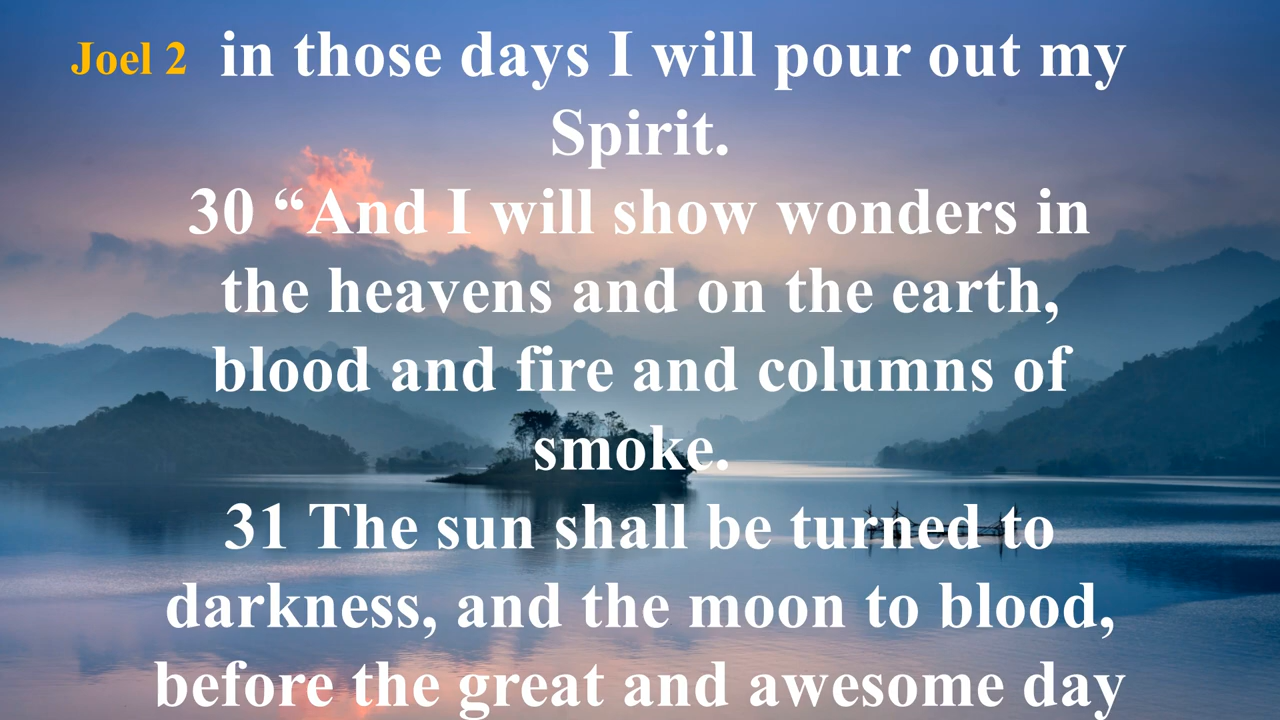 Joel 2 in those days I will pour out my
Spirit.
30 “And I will show wonders in
the heavens and on the earth,
blood and fire and columns of
smoke.
31 The sun shall be turned to
darkness, and the moon to blood,
before the great and awesome day